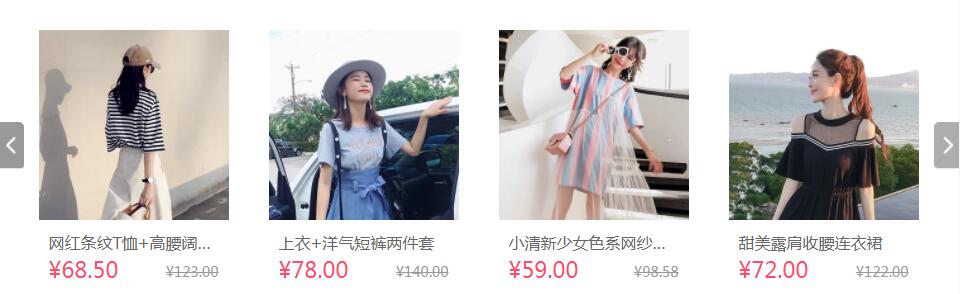 网红条纹T恤+高腰阔...
上衣+洋气短裤两件套
小清新少女色系网纱...
甜美露肩收腰连衣裙
¥68.50 ¥123.00
¥78.00 ¥140.00
¥59.00 ¥98.58
¥72.00 ¥122.00